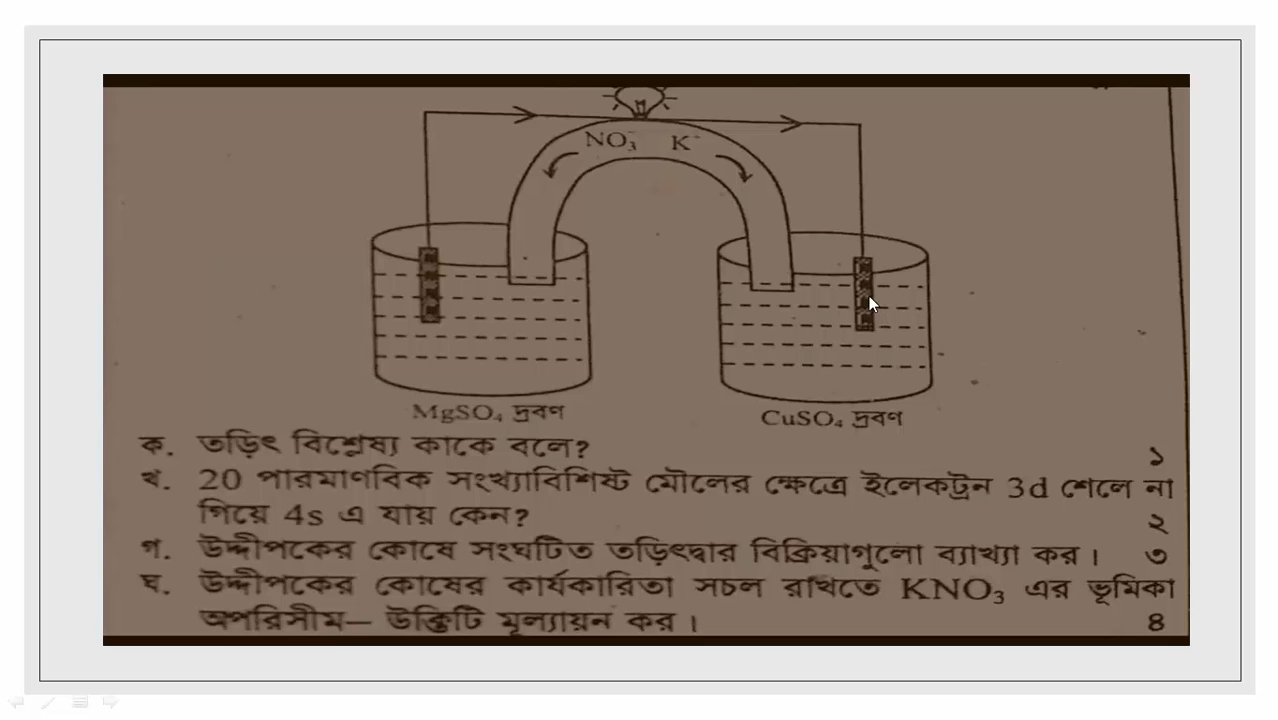 NO₃⁻ K⁺
MgSO₄ দ্রবণ
CuSO₄ দ্রবণ
ক. তড়িৎ বিশ্লেষ্য কাকে বলে? ১
খ. 20 পারমাণবিক সংখ্যাবিশিষ্ট মৌলের ক্ষেত্রে ইলেকট্রন 3d শেলে না
গিয়ে 4s এ যায় কেন? ২
গ. উদ্দীপকের কোষে সংঘটিত তড়িৎদ্বার বিক্রিয়াগুলো ব্যাখ্যা কর। ৩
ঘ. উদ্দীপকের কোষের কার্যকারিতা সচল রাখতে KNO₃ এর ভূমিকা
অপরিসীম— উক্তিটি মূল্যায়ন কর। ৪